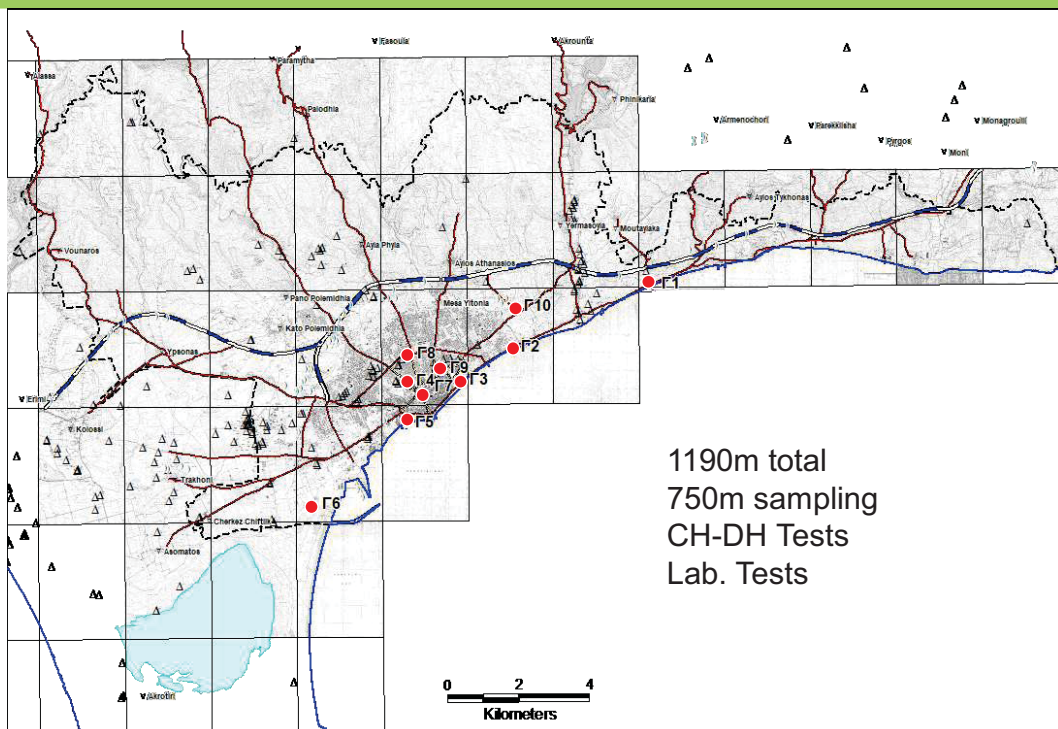 Fasoula
Akrounta
Paramytha
Alassa
Phinikaria
Palodhia
Armenochori
Parekklisha
Pirgos
Monagroulli
Moni
Ayios Tykhonas
Yermasoyia
Moutayiaka
Vounaros
Ayia Phyla
Ayios Athanasios
Γ1
Pano Polemidhia
Mesa Yitonia
Γ10
Kato Polemidhia
Ypsonas
Γ8
Γ2
Γ9
Γ4
Γ7
Γ3
Erimi
Γ5
Kolossi
1190m total
750m sampling
CH-DH Tests
Lab. Tests
Trakhoni
Γ6
Cherkez Chiftlik
Asomatos
Akrotiri
0 2 4
Kilometers